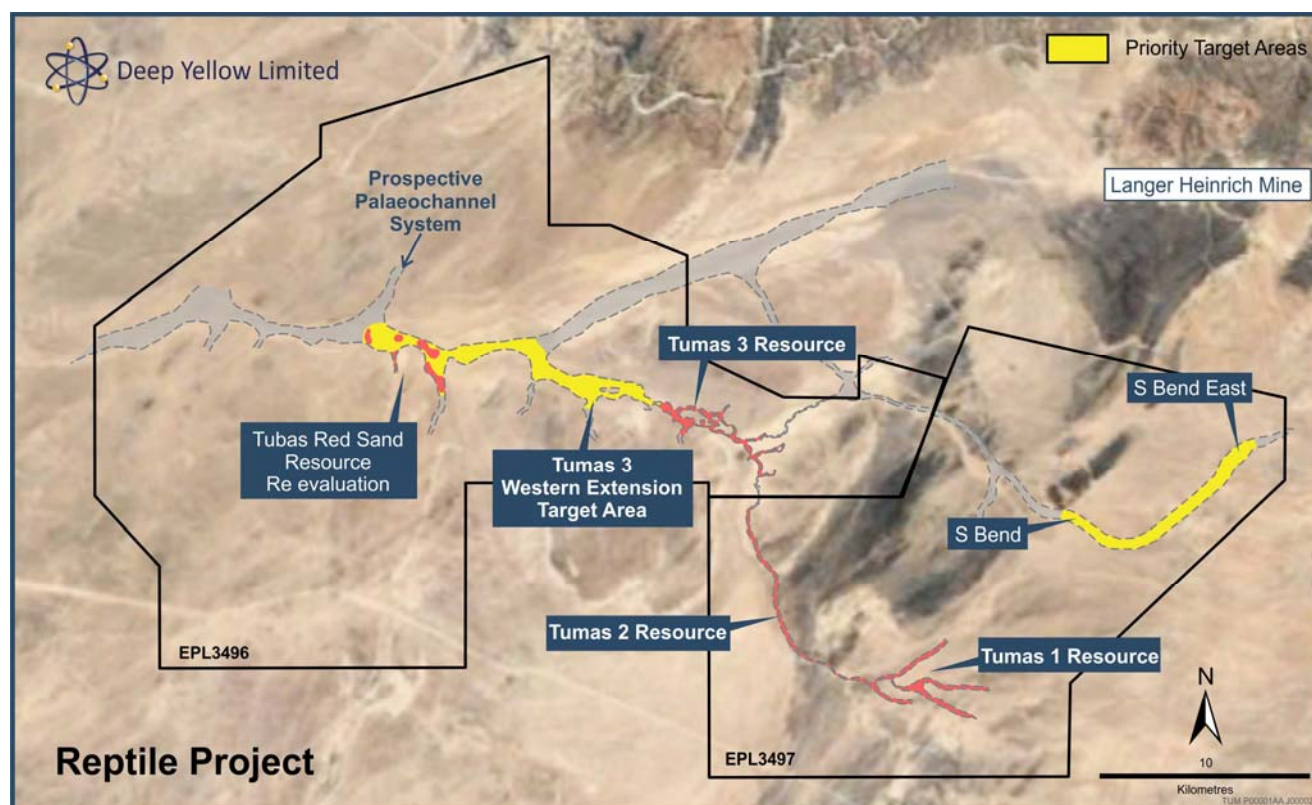 Deep Yellow Limited
Priority Target Areas
Langer Heinrich Mine
Prospective
Palaeochannel
System
Tumas 3 Resource
S Bend East
Tubas Red Sand
Resource
Re evaluation
Tumas 3
Western Extension
Target Area
S Bend
Tumas 2 Resource
EPL3496
Tumas 1 Resource
N
Reptile Project
EPL3497
10
Kilometres